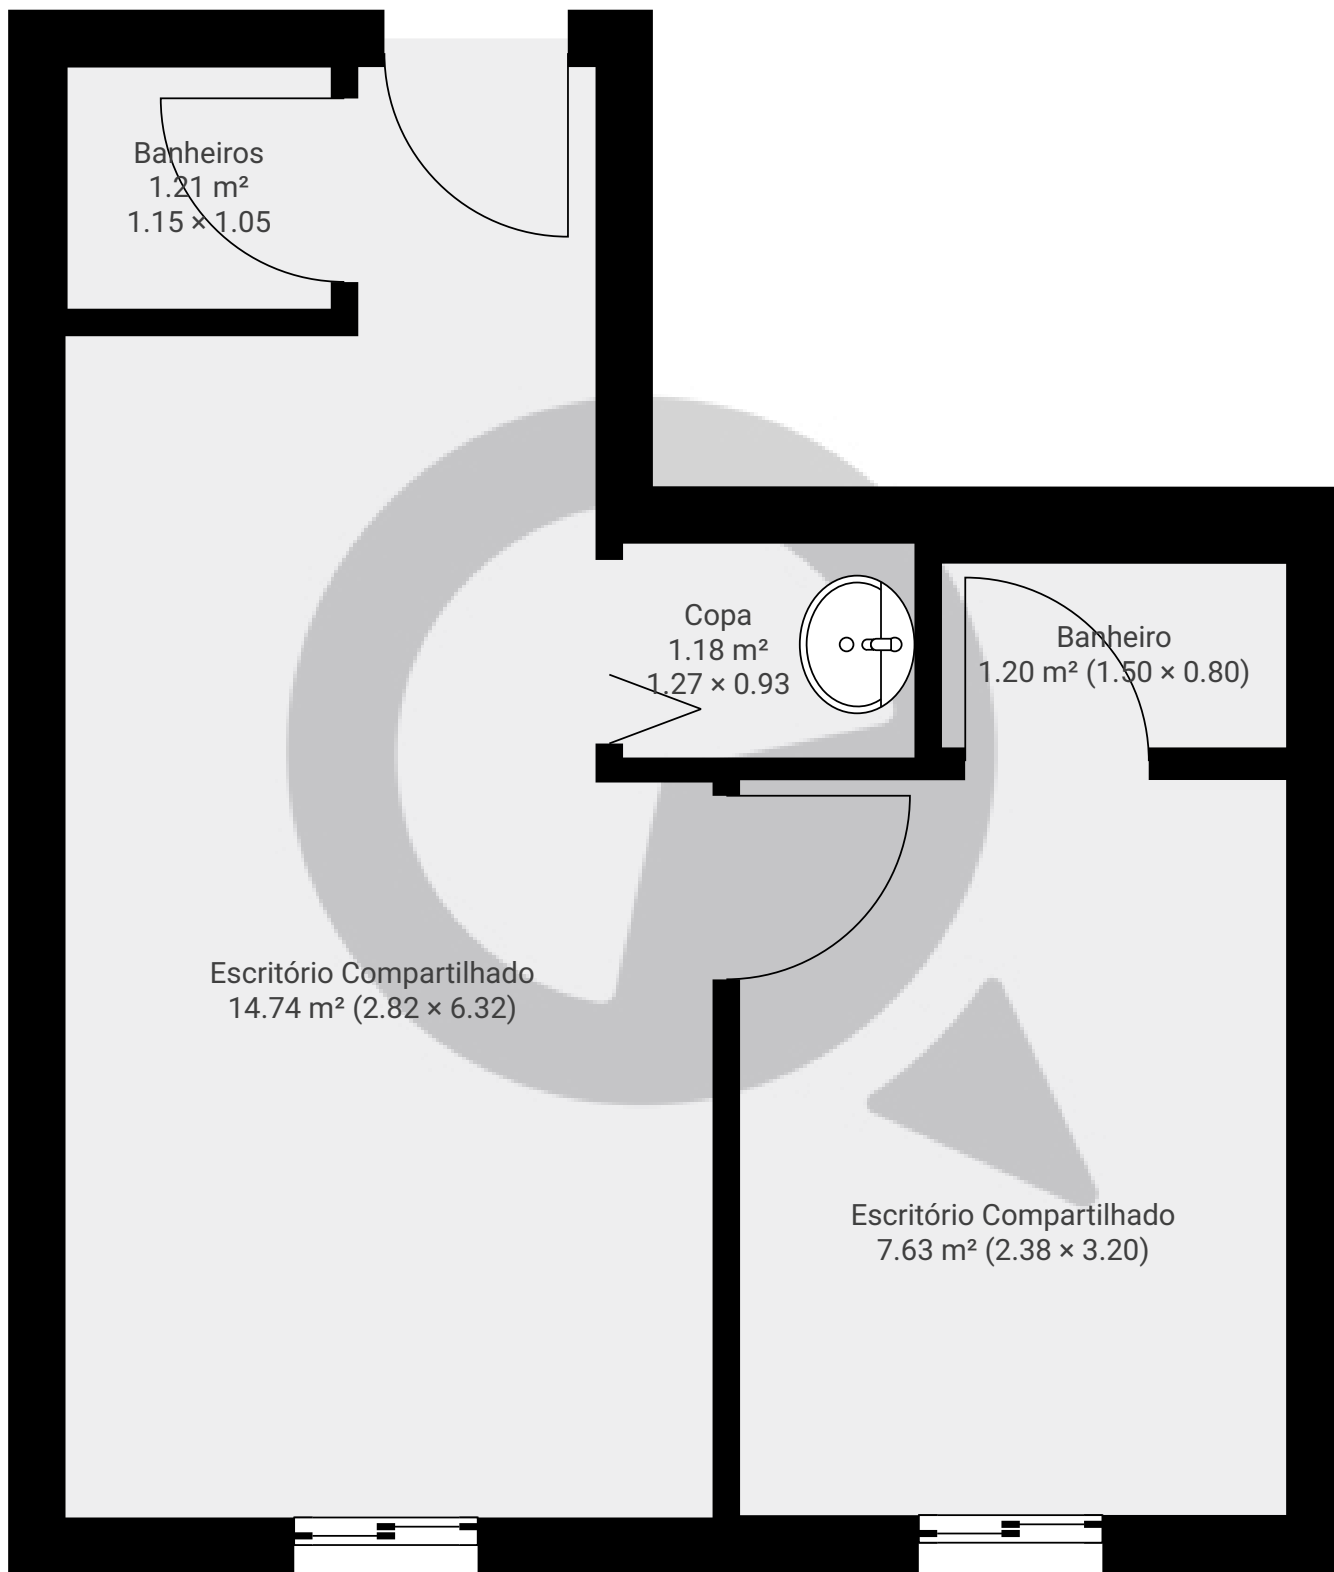 Banheiros
1.21 m²
1.15 × 1.05
Copa
1.18 m²
1.27 × 0.93
Banheiro
1.20 m² (1.50 × 0.80)
Escritório Compartilhado
14.74 m² (2.82 × 6.32)
Escritório Compartilhado
7.63 m² (2.38 × 3.20)